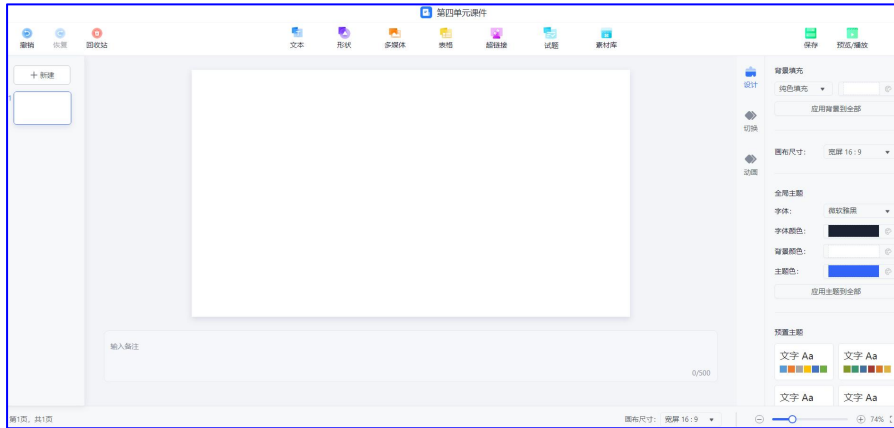 第四单元课件
撤销 恢复 回收站 文本 形状 多媒体 表格 超链接 试题 素材库 保存 预览/播放
+ 新建
1
设计
切换
动画
背景填充
纯色填充
应用背景到全部
画布尺寸： 宽屏 16 : 9
全局主题
字体： 微软雅黑
字体颜色：
背景颜色：
主题色：
应用主题到全部
预置主题
文字 Aa 文字 Aa
文字 Aa 文字 Aa
输入备注
0/500
第1页，共1页 画布尺寸： 宽屏 16 : 9 74%